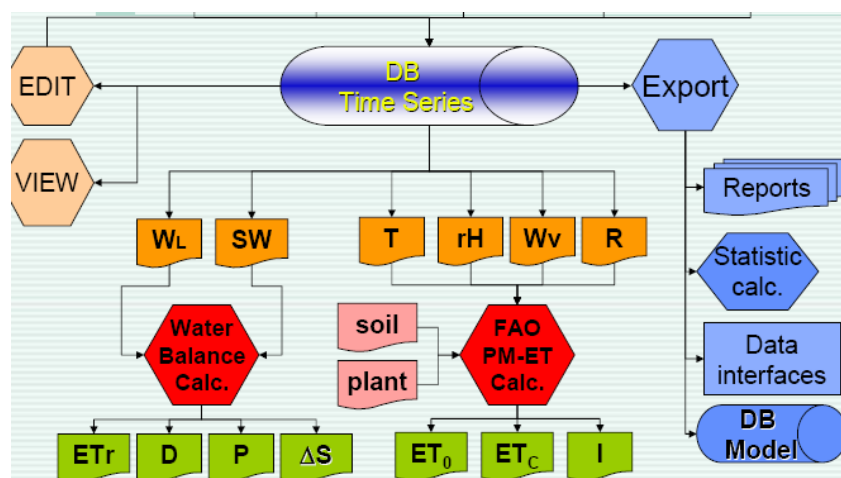 DB
Time Series
EDIT
Export
VIEW
Reports
WL
SW
T
rH
Wv
R
Statistic
calc.
Water
Balance
Calc.
soil
plant
FAO
PM-ET
Calc.
Data
interfaces
DB
Model
ETr
D
P
ΔS
ET₀
ETC
I